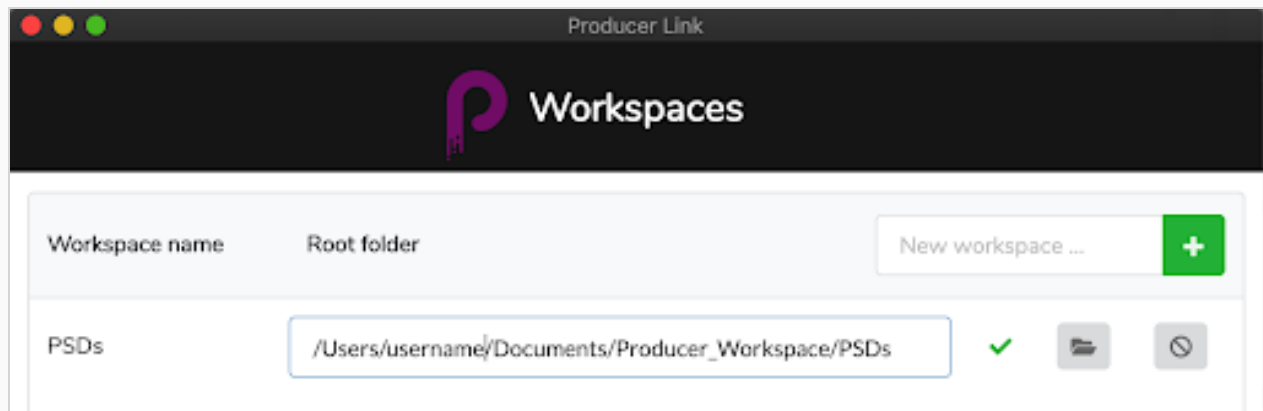 Producer Link
Workspaces
Workspace name Root folder New workspace ...
PSDs /Users/username/Documents/Producer_Workspace/PSDs